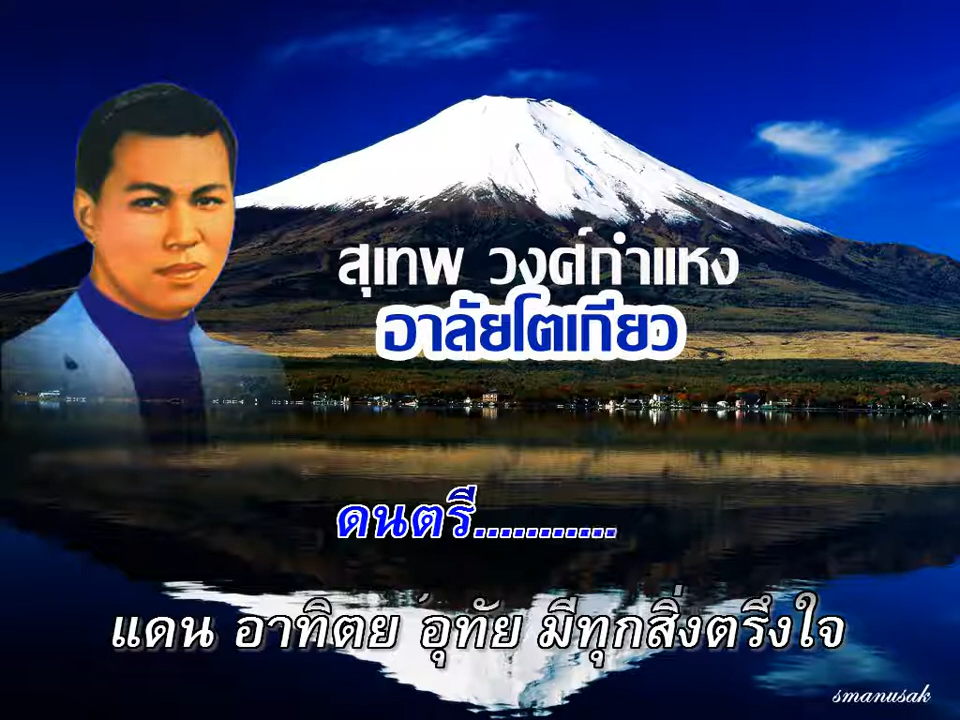 สุเทพ วงศ์กำแหง
อาลัยโตเกียว
ดนตรี...........
แดน อาทิตย์ อุทัย มีทุกสิ่งตรึงใจ
smanusak